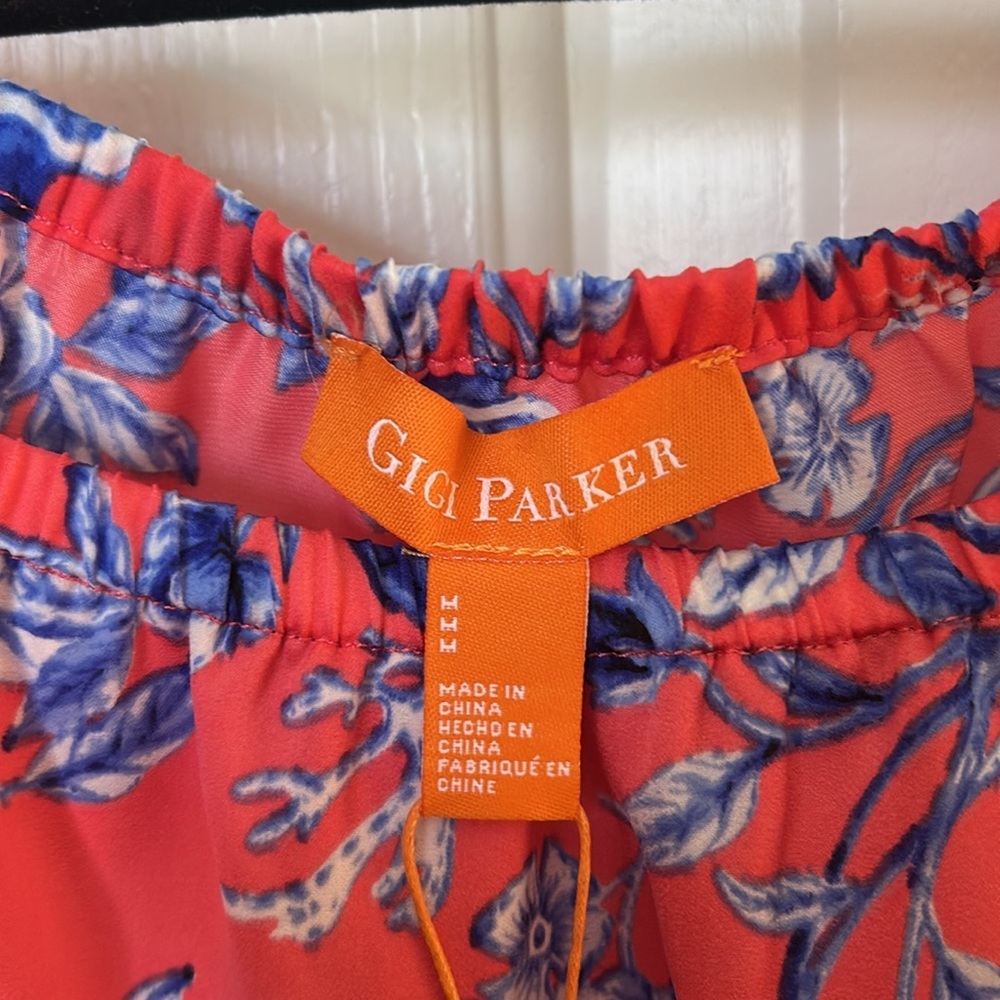 GIGI PARKER
M
M
M
MADE IN
CHINA
HECHO EN
CHINA
FABRIQUÉ EN
CHINE